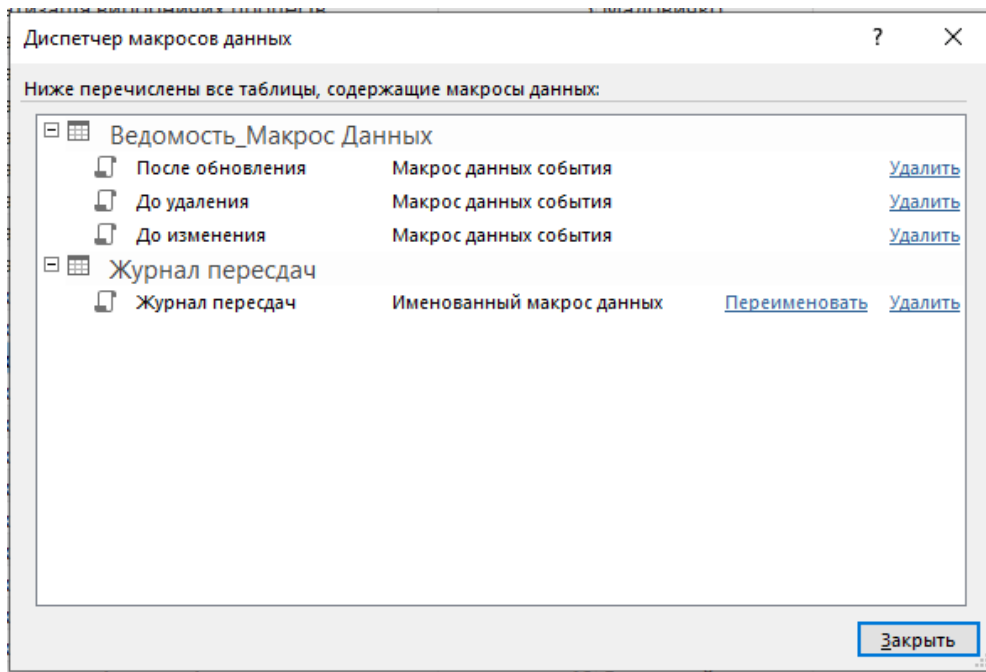 Диспетчер макросов данных ?
Ниже перечислены все таблицы, содержащие макросы данных:
Ведомость_Макрос Данных
После обновления Макрос данных события Удалить
До удаления Макрос данных события Удалить
До изменения Макрос данных события Удалить
Журнал пересдач
Журнал пересдач Именованный макрос данных Переименовать Удалить
Закрыть